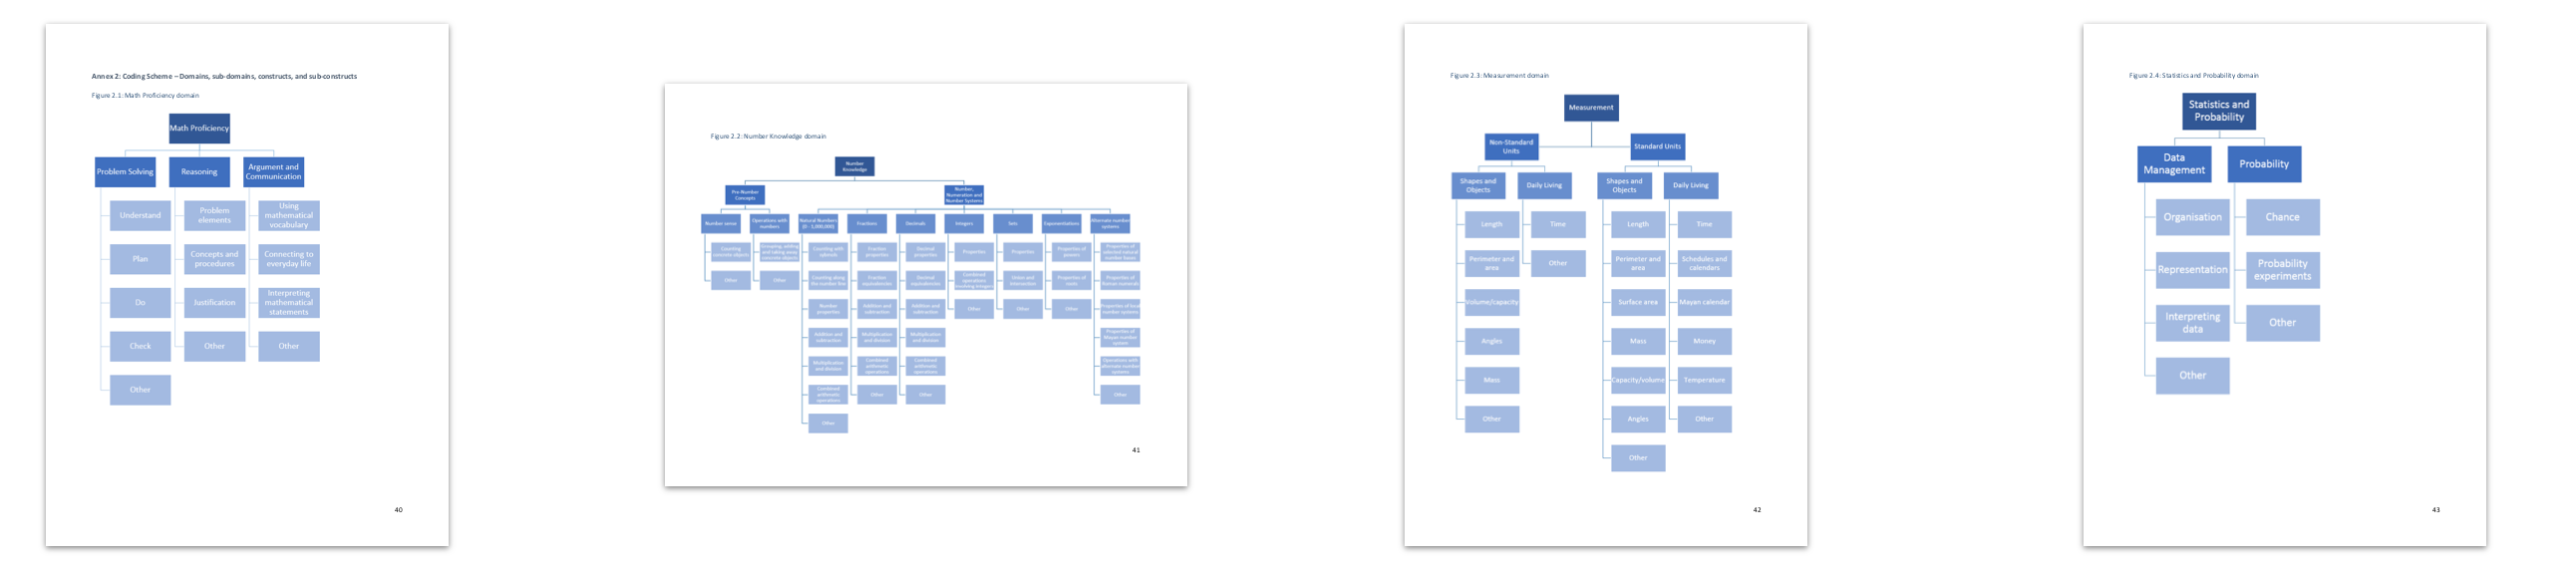 Annex 2: Coding Scheme – Domains, sub-domains, constructs, and sub-constructs
Figure 2.1: Math Proficiency domain
Math Proficiency
Problem Solving
Reasoning
Argument and
Communication
Understand
Problem
elements
Using
mathematical
vocabulary
Plan
Concepts and
procedures
Connecting to
everyday life
Do
Justification
Interpreting
mathematical
statements
Check
Other
Other
Other
40
Figure 2.2: Number Knowledge domain
Number
Knowledge
Pre-Number
Concepts
Number,
Numeration and
Number Systems
Number sense
Operations with
numbers
Natural Numbers
(0 - 1,000,000)
Fractions
Decimals
Integers
Sets
Exponentiations
Alternate number
systems
Counting
concrete objects
Grouping, adding
and taking away
concrete objects
Counting with
symbols
Fraction
properties
Decimal
properties
Properties
Properties
Properties of
powers
Properties of
selected natural
number bases
Other
Other
Counting along
the number line
Fraction
equivalencies
Decimal
equivalencies
Combined
operations
involving integers
Union and
intersection
Properties of
roots
Properties of
Roman numerals
Number
properties
Addition and
subtraction
Addition and
subtraction
Other
Other
Other
Properties of local
number systems
Addition and
subtraction
Multiplication
and division
Multiplication
and division
Properties of
Mayan number
system
Multiplication
and division
Combined
arithmetic
operations
Combined
arithmetic
operations
Operations with
alternate number
systems
Combined
arithmetic
operations
Other
Other
Other
Other
41
Figure 2.3: Measurement domain
Measurement
Non-Standard
Units
Standard Units
Shapes and
Objects
Daily Living
Shapes and
Objects
Daily Living
Length
Time
Length
Time
Perimeter and
area
Other
Perimeter and
area
Schedules and
calendars
Volume/capacity
Surface area
Mayan calendar
Angles
Mass
Money
Mass
Capacity/volume
Temperature
Other
Angles
Other
Other
42
Figure 2.4: Statistics and Probability domain
Statistics and
Probability
Data
Management
Probability
Organisation
Chance
Representation
Probability
experiments
Interpreting
data
Other
Other
43